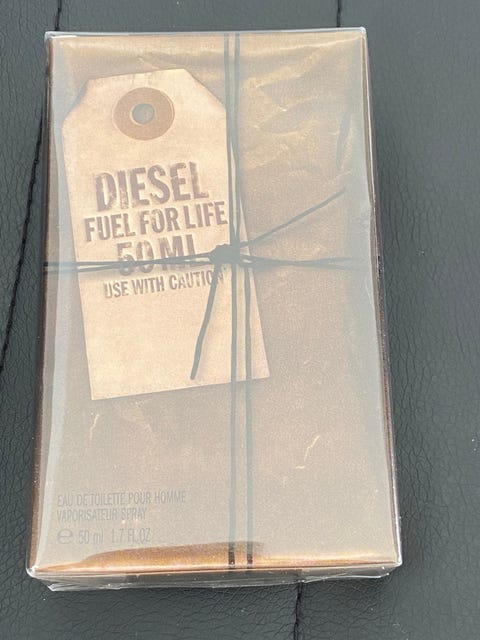 DIESEL
FUEL FOR LIFE
50 ML
USE WITH CAUTION
EAU DE TOILETTE POUR HOMME
VAPORISATEUR SPRAY
℮ 50 ml 1.7 FL.OZ